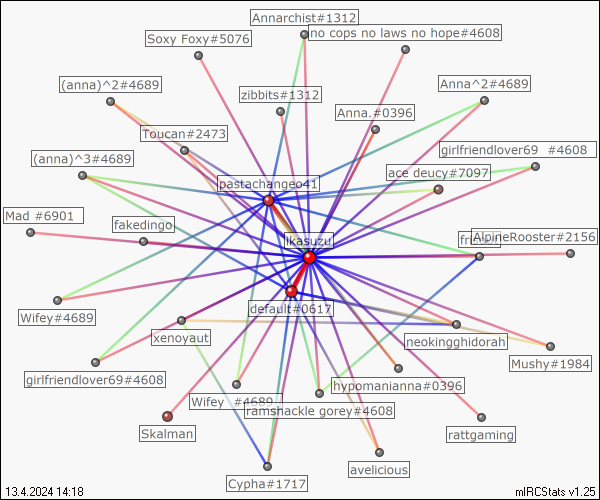 Annarchist#1312
no cops no laws no hope#4608
Soxy Foxy#5076
(anna)^2#4689
zibbits#1312
Anna^2#4689
Anna.#0396
Toucan#2473
(anna)^3#4689
girlfriendlover69 #4608
ace deucy#7097
pastachangeo41
Mad #6901
fakedingo
ikasuzu
AlpineRooster#2156
Wifey#4689
default#0617
xenoyaut
neokingghidorah
Mushy#1984
girlfriendlover69#4608
hypomanianna#0396
Wifey #4689
ramshackle gorey#4608
Skalman
rattgaming
avelicious
Cypha#1717
13.4.2024 14:18
mIRCStats v1.25